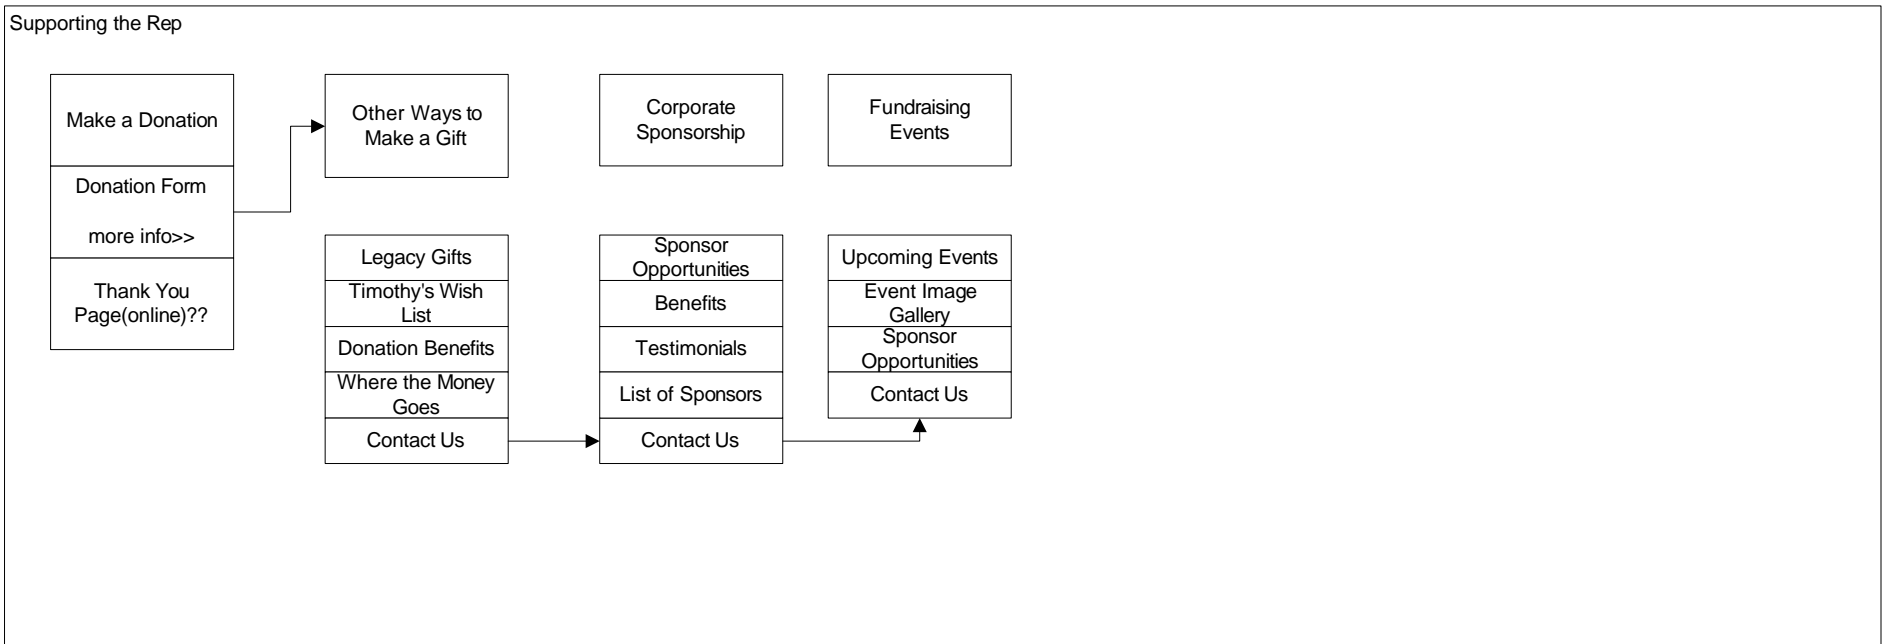 Supporting the Rep
Make a Donation
Donation Form
more info>>
Thank You
Page(online)??
Other Ways to
Make a Gift
Legacy Gifts
Timothy's Wish
List
Donation Benefits
Where the Money
Goes
Contact Us
Corporate
Sponsorship
Sponsor
Opportunities
Benefits
Testimonials
List of Sponsors
Contact Us
Fundraising
Events
Upcoming Events
Event Image
Gallery
Sponsor
Opportunities
Contact Us